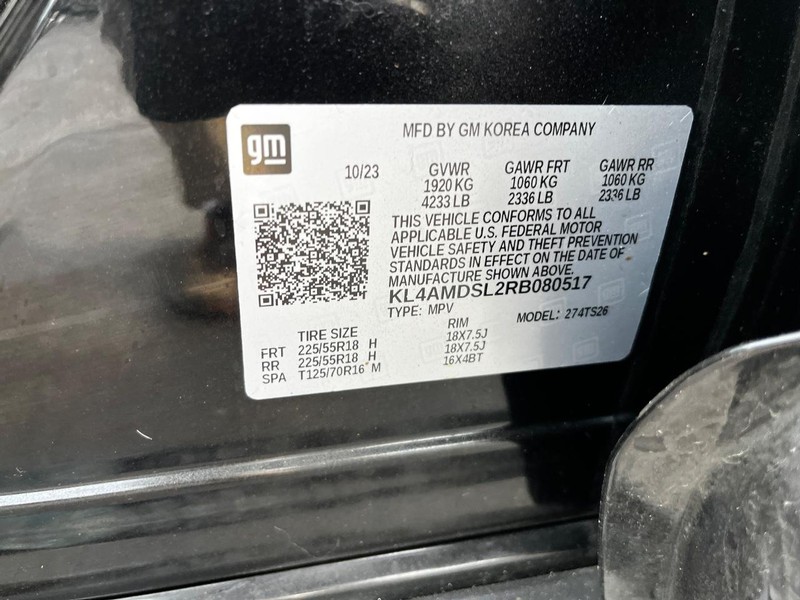 gm
MFD BY GM KOREA COMPANY
10/23 GVWR GAWR FRT GAWR RR
1920 KG 1060 KG 1060 KG
4233 LB 2336 LB 2336 LB
THIS VEHICLE CONFORMS TO ALL
APPLICABLE U.S. FEDERAL MOTOR
VEHICLE SAFETY AND THEFT PREVENTION
STANDARDS IN EFFECT ON THE DATE OF
MANUFACTURE SHOWN ABOVE.
KL4AMDSL2RB080517
TYPE: MPV MODEL: 274TS26
TIRE SIZE RIM
FRT 225/55R18 H 18X7.5J
RR 225/55R18 H 18X7.5J
SPA T125/70R16 M 16X4BT